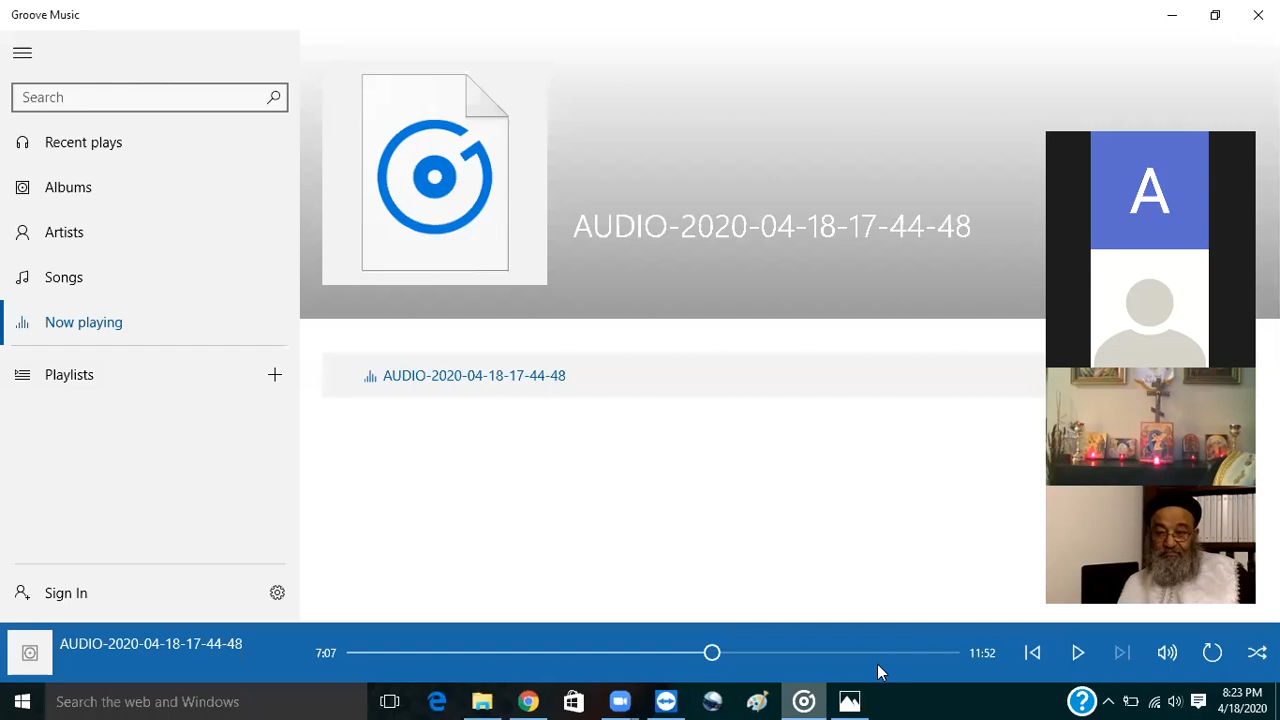 Groove Music
Search
Recent plays
Albums
Artists
Songs
Now playing
Playlists
Sign In
AUDIO-2020-04-18-17-44-48
AUDIO-2020-04-18-17-44-48
A
AUDIO-2020-04-18-17-44-48
7:07
11:52
Search the web and Windows
8:23 PM
4/18/2020